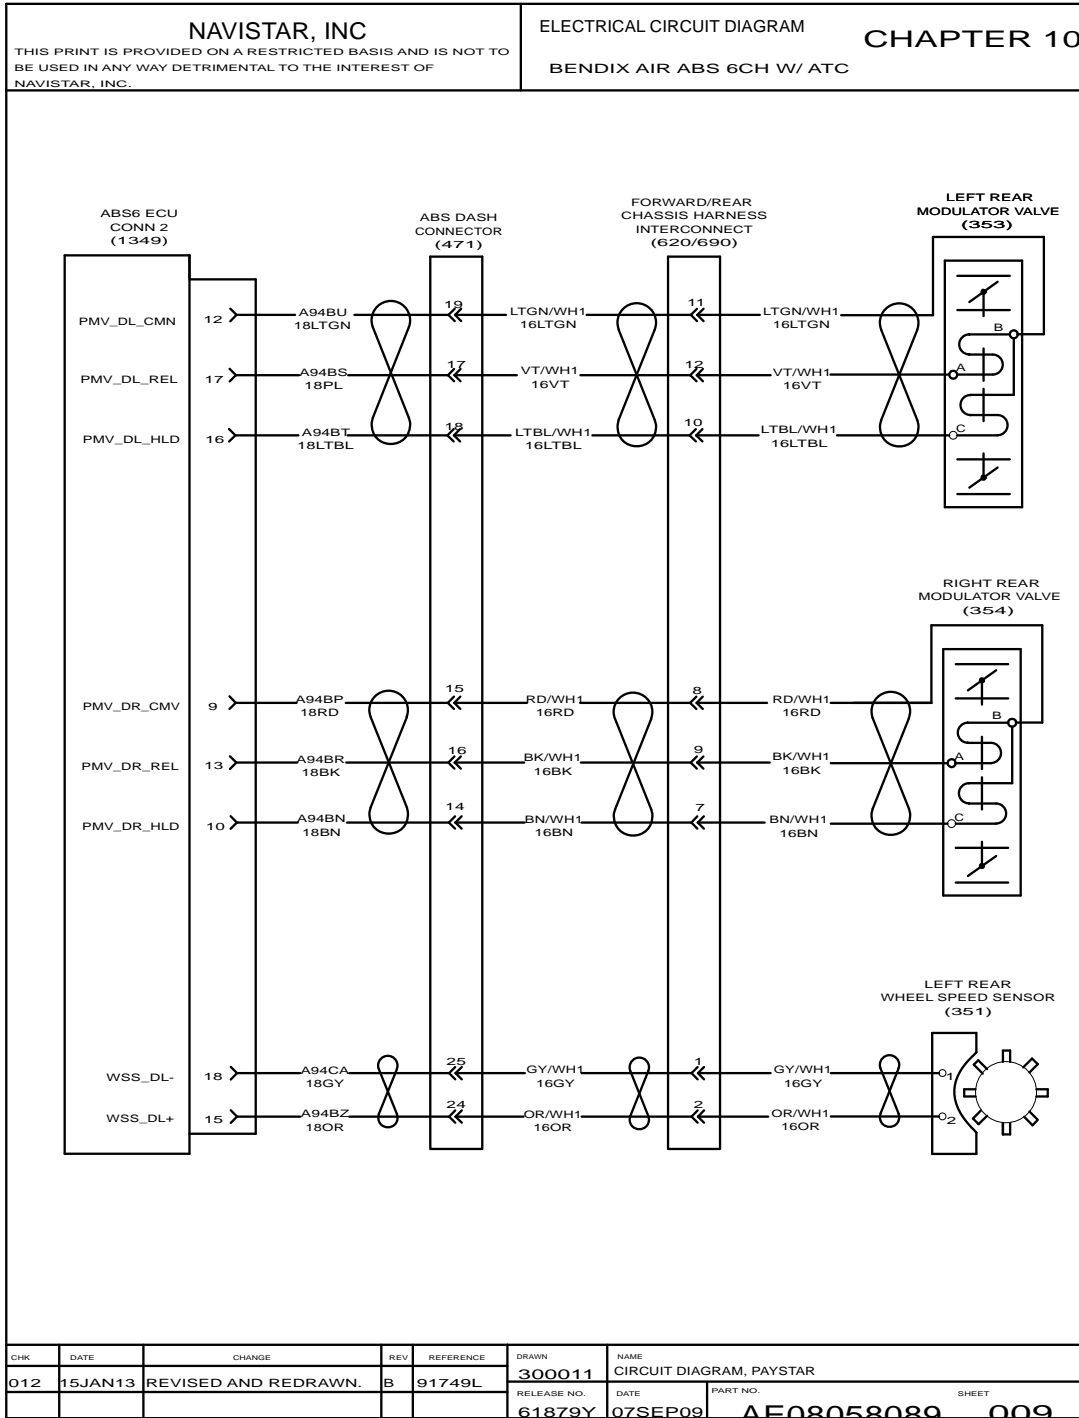 NAVISTAR, INC
THIS PRINT IS PROVIDED ON A RESTRICTED BASIS AND IS NOT TO
BE USED IN ANY WAY DETRIMENTAL TO THE INTEREST OF
NAVISTAR, INC.
ELECTRICAL CIRCUIT DIAGRAM
BENDIX AIR ABS 6CH W/ ATC
CHAPTER 10
ABS6 ECU
CONN 2
(1349)
ABS DASH
CONNECTOR
(471)
FORWARD/REAR
CHASSIS HARNESS
INTERCONNECT
(620/690)
LEFT REAR
MODULATOR VALVE
(353)
PMV_DL_CMN 12 A94BU 19 LTGN/WH1 11 LTGN/WH1 B
18LTGN 16LTGN 16LTGN
PMV_DL_REL 17 A94BS 17 VT/WH1 12 VT/WH1 A
18PL 16VT 16VT
PMV_DL_HLD 16 A94BT 18 LTBL/WH1 10 LTBL/WH1 C
18LTBL 16LTBL 16LTBL
RIGHT REAR
MODULATOR VALVE
(354)
PMV_DR_CMV 9 A94BP 15 RD/WH1 8 RD/WH1 B
18RD 16RD 16RD
PMV_DR_REL 13 A94BR 16 BK/WH1 9 BK/WH1 A
18BK 16BK 16BK
PMV_DR_HLD 10 A94BN 14 BN/WH1 7 BN/WH1 C
18BN 16BN 16BN
LEFT REAR
WHEEL SPEED SENSOR
(351)
WSS_DL- 18 A94CA 25 GY/WH1 1 GY/WH1 1
18GY 16GY 16GY
WSS_DL+ 15 A94BZ 24 OR/WH1 2 OR/WH1 2
18OR 16OR 16OR
CHK DATE CHANGE REV REFERENCE DRAWN NAME
012 15JAN13 REVISED AND REDRAWN. B 91749L 300011 CIRCUIT DIAGRAM, PAYSTAR
RELEASE NO. DATE PART NO. SHEET
61879Y 07SEP09 AE08058089 009